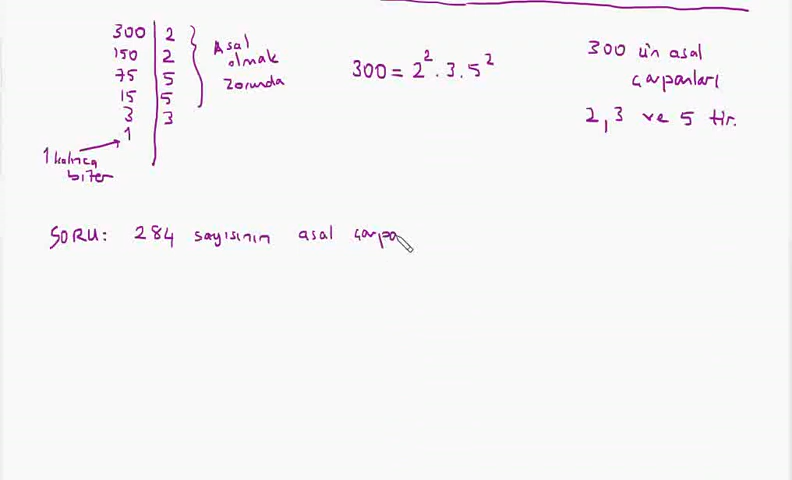 300 | 2
150 | 2
75 | 5
15 | 5
3 | 3
1
Asal
olmak
zorunda
1 kalınca
biter
300 = 2². 3. 5²
300 ün asal
çarpanları
2, 3 ve 5 tir.
SORU: 284 sayısının asal çarpa